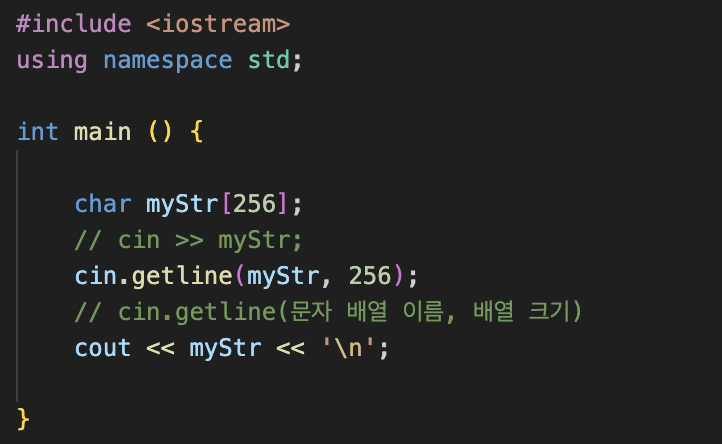 #include <iostream>
using namespace std;
int main () {
char myStr[256];
// cin >> myStr;
cin.getline(myStr, 256);
// cin.getline(문자 배열 이름, 배열 크기)
cout << myStr << '\n';
}